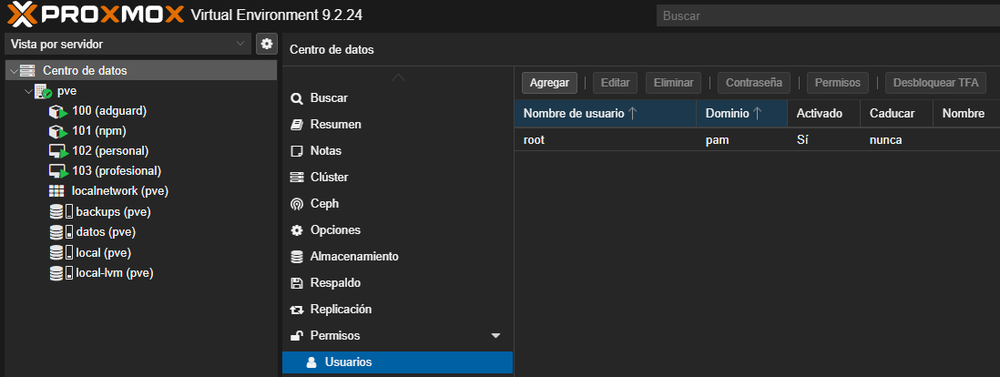 PROXMOX Virtual Environment 9.2.24
Buscar
Vista por servidor
Centro de datos
pve
100 (adguard)
101 (npm)
102 (personal)
103 (profesional)
localnetwork (pve)
backups (pve)
datos (pve)
local (pve)
local-lvm (pve)
Centro de datos
Buscar
Resumen
Notas
Clúster
Ceph
Opciones
Almacenamiento
Respaldo
Replicación
Permisos
Usuarios
Agregar Editar Eliminar Contraseña Permisos Desbloquear TFA
Nombre de usuario Dominio Activado Caducar Nombre
root pam Sí nunca